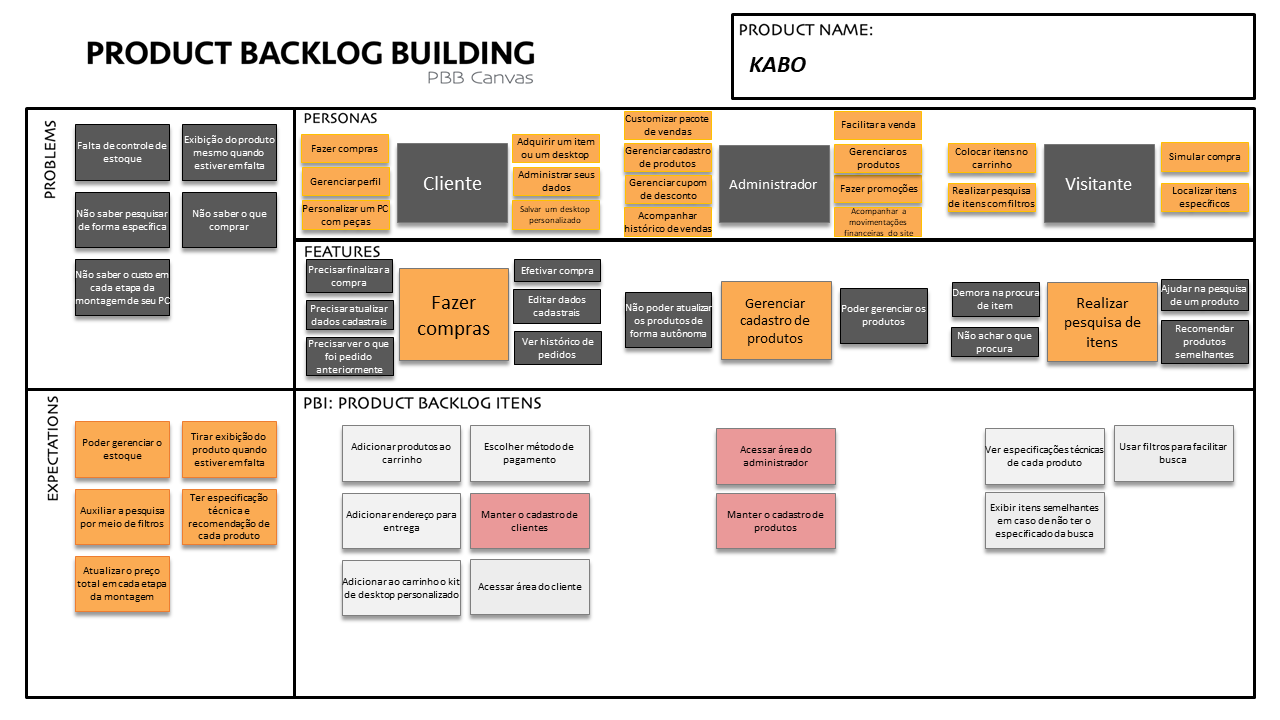 PRODUCT BACKLOG BUILDING
PBB Canvas
PRODUCT NAME:
KABO
PROBLEMS
Falta de controle de
estoque
Exibição do produto
mesmo quando
estiver em falta
Não saber pesquisar
de forma especifica
Não saber o que
comprar
Não saber o custo em
cada etapa da
montagem de seu PC
PERSONAS
Fazer compras
Gerenciar perfil
Personalizar um PC
com peças
Cliente
Adquirir um item
ou um desktop
Administrar seus
dados
Salvar um desktop
personalizado
Customizar pacote
de vendas
Gerenciar cadastro
de produtos
Gerenciar cupom
de desconto
Acompanhar
histórico de vendas
Administrador
Facilitar a venda
Gerenciar os
produtos
Fazer promoções
Acompanhar a
movimentações
financeiras do site
Colocar itens no
carrinho
Realizar pesquisa
de itens com filtros
Visitante
Simular compra
Localizar itens
específicos
FEATURES
Precisar finalizar a
compra
Precisar atualizar
dados cadastrais
Precisar ver o que
foi pedido
anteriormente
Fazer
compras
Efetivar compra
Editar dados
cadastrais
Ver histórico de
pedidos
Não poder atualizar
os produtos de
forma autônoma
Gerenciar
cadastro de
produtos
Poder gerenciar os
produtos
Demora na procura
de item
Não achar o que
procura
Realizar
pesquisa de
itens
Ajudar na pesquisa
de um produto
Recomendar
produtos
semelhantes
EXPECTATIONS
Poder gerenciar o
estoque
Tirar exibição do
produto quando
estiver em falta
Auxiliar a pesquisa
por meio de filtros
Ter especificação
técnica e
recomendação de
cada produto
Atualizar o preço
total em cada etapa
da montagem
PBI: PRODUCT BACKLOG ITENS
Adicionar produtos ao
carrinho
Escolher método de
pagamento
Adicionar endereço para
entrega
Manter o cadastro de
clientes
Adicionar ao carrinho o kit
de desktop personalizado
Acessar área do cliente
Acessar área do
administrador
Manter o cadastro de
produtos
Ver especificações técnicas
de cada produto
Usar filtros para facilitar
busca
Exibir itens semelhantes
em caso de não ter o
especificado da busca